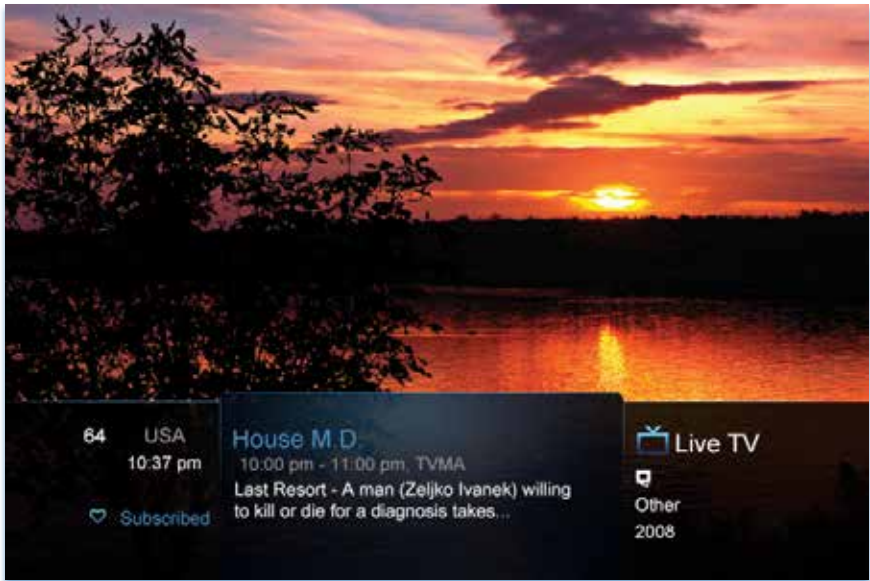 64 USA
10:37 pm
Subscribed
House M.D.
10:00 pm - 11:00 pm, TVMA
Last Resort - A man (Zeljko Ivanek) willing
to kill or die for a diagnosis takes...
Live TV
Other
2008